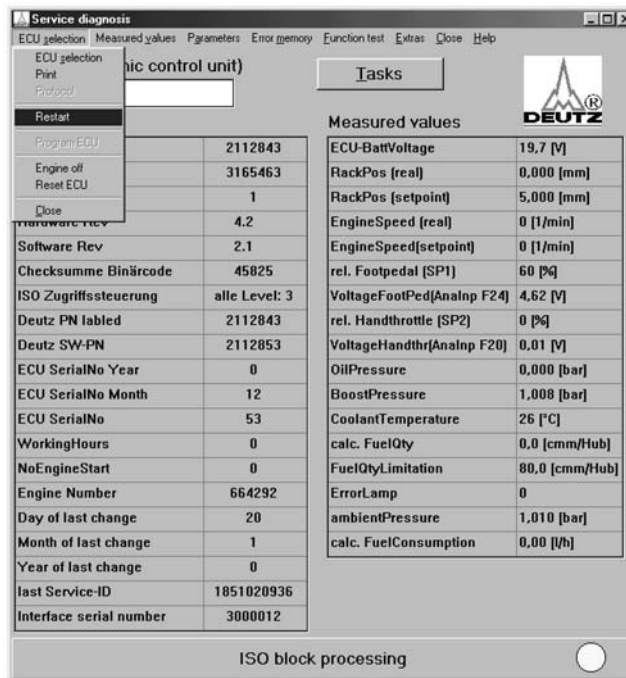 Service diagnosis
ECU selection Measured values Parameters Error memory Function test Extras Close Help
ECU selection
Print
Protocol
Restart
Program ECU
Engine off
Reset ECU
Close
nic control unit)
Tasks
DEUTZ ®
Measured values
2112843
3165463
1
Hardware Rev 4.2
Software Rev 2.1
Checksumme Binärcode 45825
ISO Zugriffssteuerung alle Level: 3
Deutz PN labled 2112843
Deutz SW-PN 2112853
ECU SerialNo Year 0
ECU SerialNo Month 12
ECU SerialNo 53
WorkingHours 0
NoEngineStart 0
Engine Number 664292
Day of last change 20
Month of last change 1
Year of last change 0
last Service-ID 1851020936
Interface serial number 3000012
ECU-BattVoltage 19,7 [V]
RackPos (real) 0,000 [mm]
RackPos (setpoint) 5,000 [mm]
EngineSpeed (real) 0 [1/min]
EngineSpeed(setpoint) 0 [1/min]
rel. Footpedal (SP1) 60 [%]
VoltageFootPed(AnaInp F24) 4,62 [V]
rel. Handthrottle (SP2) 0 [%]
VoltageHandthr(AnaInp F20) 0,01 [V]
OilPressure 0,000 [bar]
BoostPressure 1,008 [bar]
CoolantTemperature 26 [°C]
calc. FuelQty 0,0 [cmm/Hub]
FuelQtyLimitation 80,0 [cmm/Hub]
ErrorLamp 0
ambientPressure 1,010 [bar]
calc. FuelConsumption 0,00 [l/h]
ISO block processing